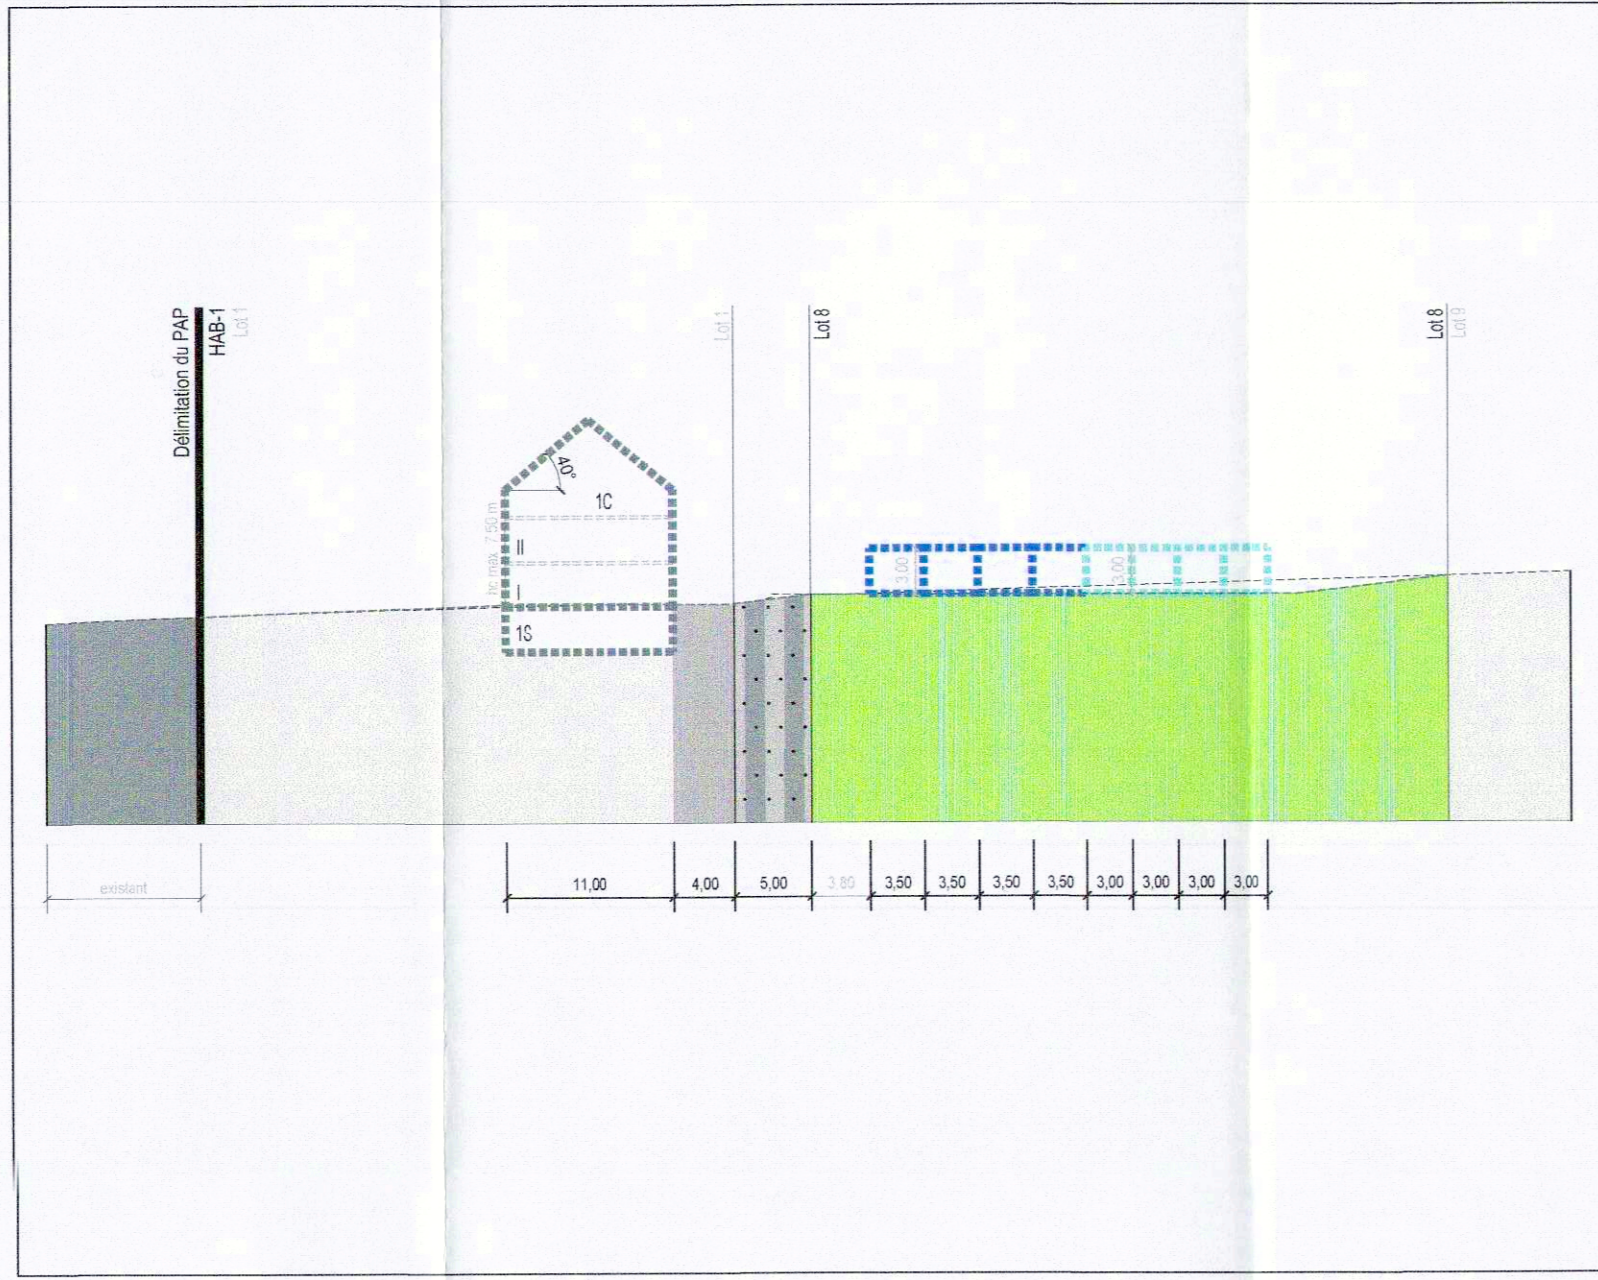 Délimitation du PAP
HAB-1
Lot 1
Lot 1
Lot 8
Lot 8
Lot 9
40°
1C
hc max 7.50 m
II
I
1S
3.00
3.00
existant
11,00
4,00
5,00
3,80
3,50
3,50
3,50
3,50
3,00
3,00
3,00
3,00